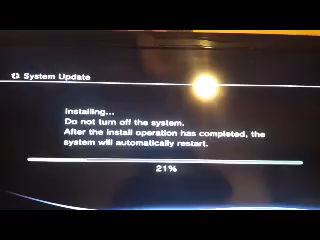 System Update
Installing...
Do not turn off the system.
After the install operation has completed, the
system will automatically restart.
21%